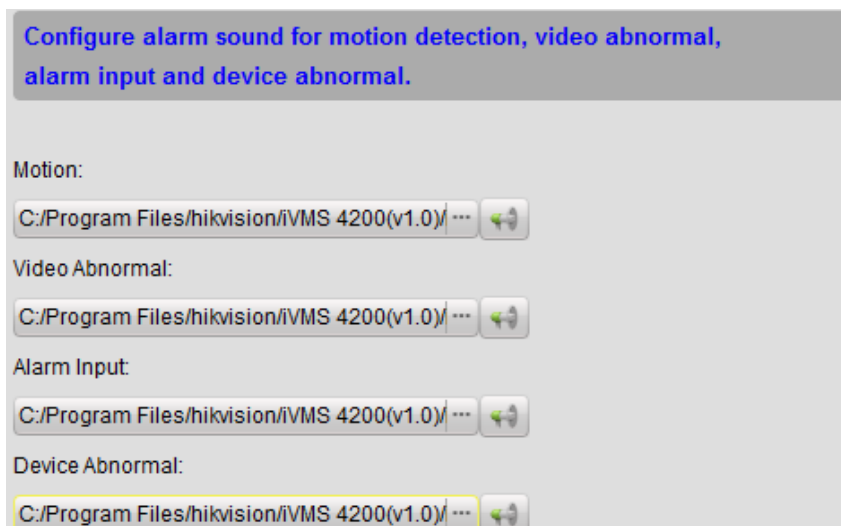 Configure alarm sound for motion detection, video abnormal,
alarm input and device abnormal.
Motion:
C:/Program Files/hikvision/iVMS 4200(v1.0)/ ...
Video Abnormal:
C:/Program Files/hikvision/iVMS 4200(v1.0)/ ...
Alarm Input:
C:/Program Files/hikvision/iVMS 4200(v1.0)/ ...
Device Abnormal:
C:/Program Files/hikvision/iVMS 4200(v1.0)/ ...